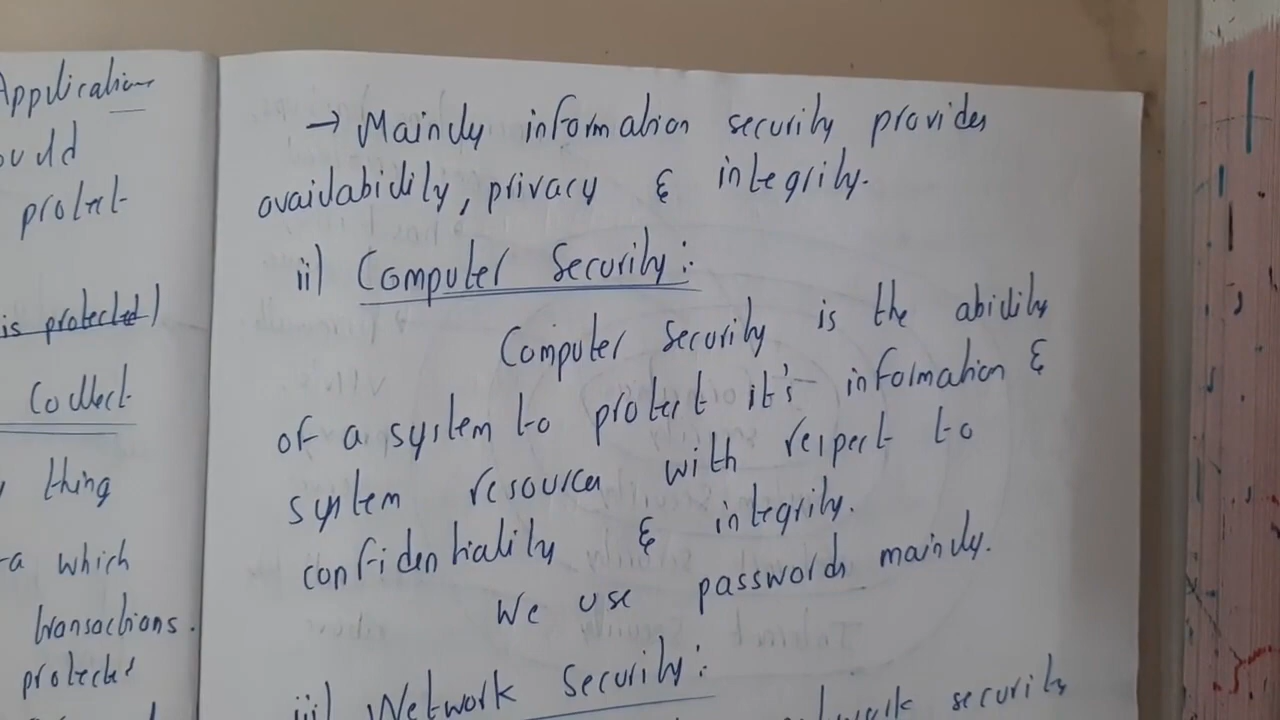 Application
ould
protect
is protected)
Collect
thing
which
transactions.
protected
→ Mainly information security provides
availability, privacy & integrity.
ii) Computer Security:
Computer Security is the ability
of a system to protect it's information &
system resources with respect to
confidentiality & integrity.
We use passwords mainly.
iii) Network Security:
network security